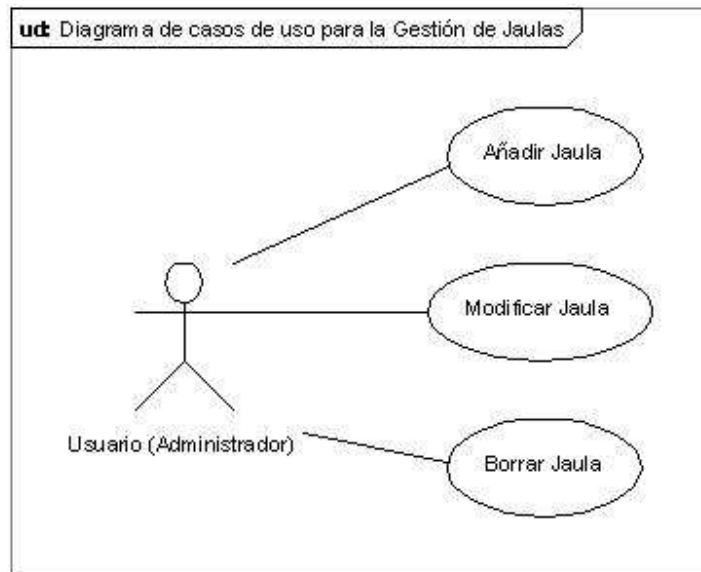 ud: Diagrama de casos de uso para la Gestión de Jaulas
Añadir Jaula
Modificar Jaula
Usuario (Administrador)
Borrar Jaula